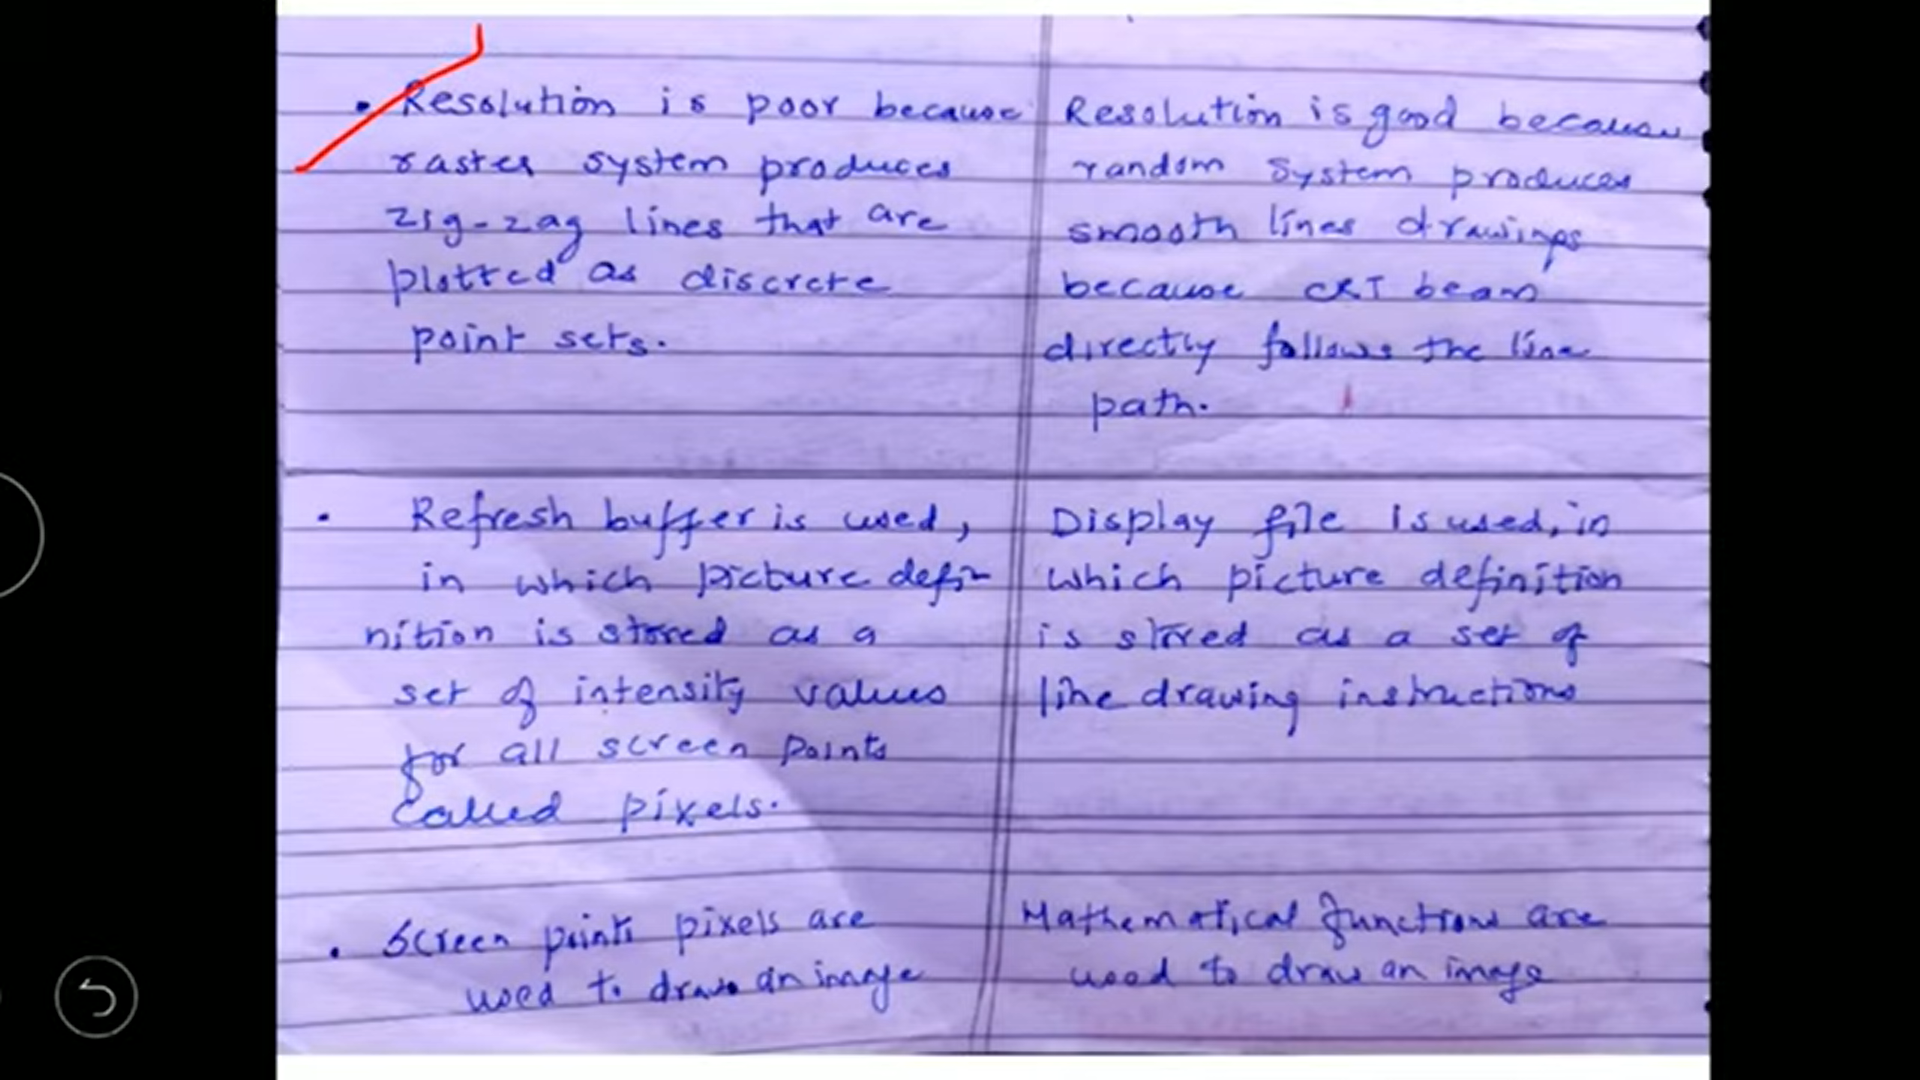 • Resolution is poor because
raster system produces
zig-zag lines that are
plotted as discrete
point sets.
Resolution is good because
random system produces
smooth lines drawings
because CRT beam
directly follows the line
path.
• Refresh buffer is used,
in which picture defi-
nition is stored as a
set of intensity values
for all screen points
called pixels.
Display file is used, in
which picture definition
is stored as a set of
line drawing instructions
• Screen points pixels are
used to draw an image
Mathematical functions are
used to draw an image